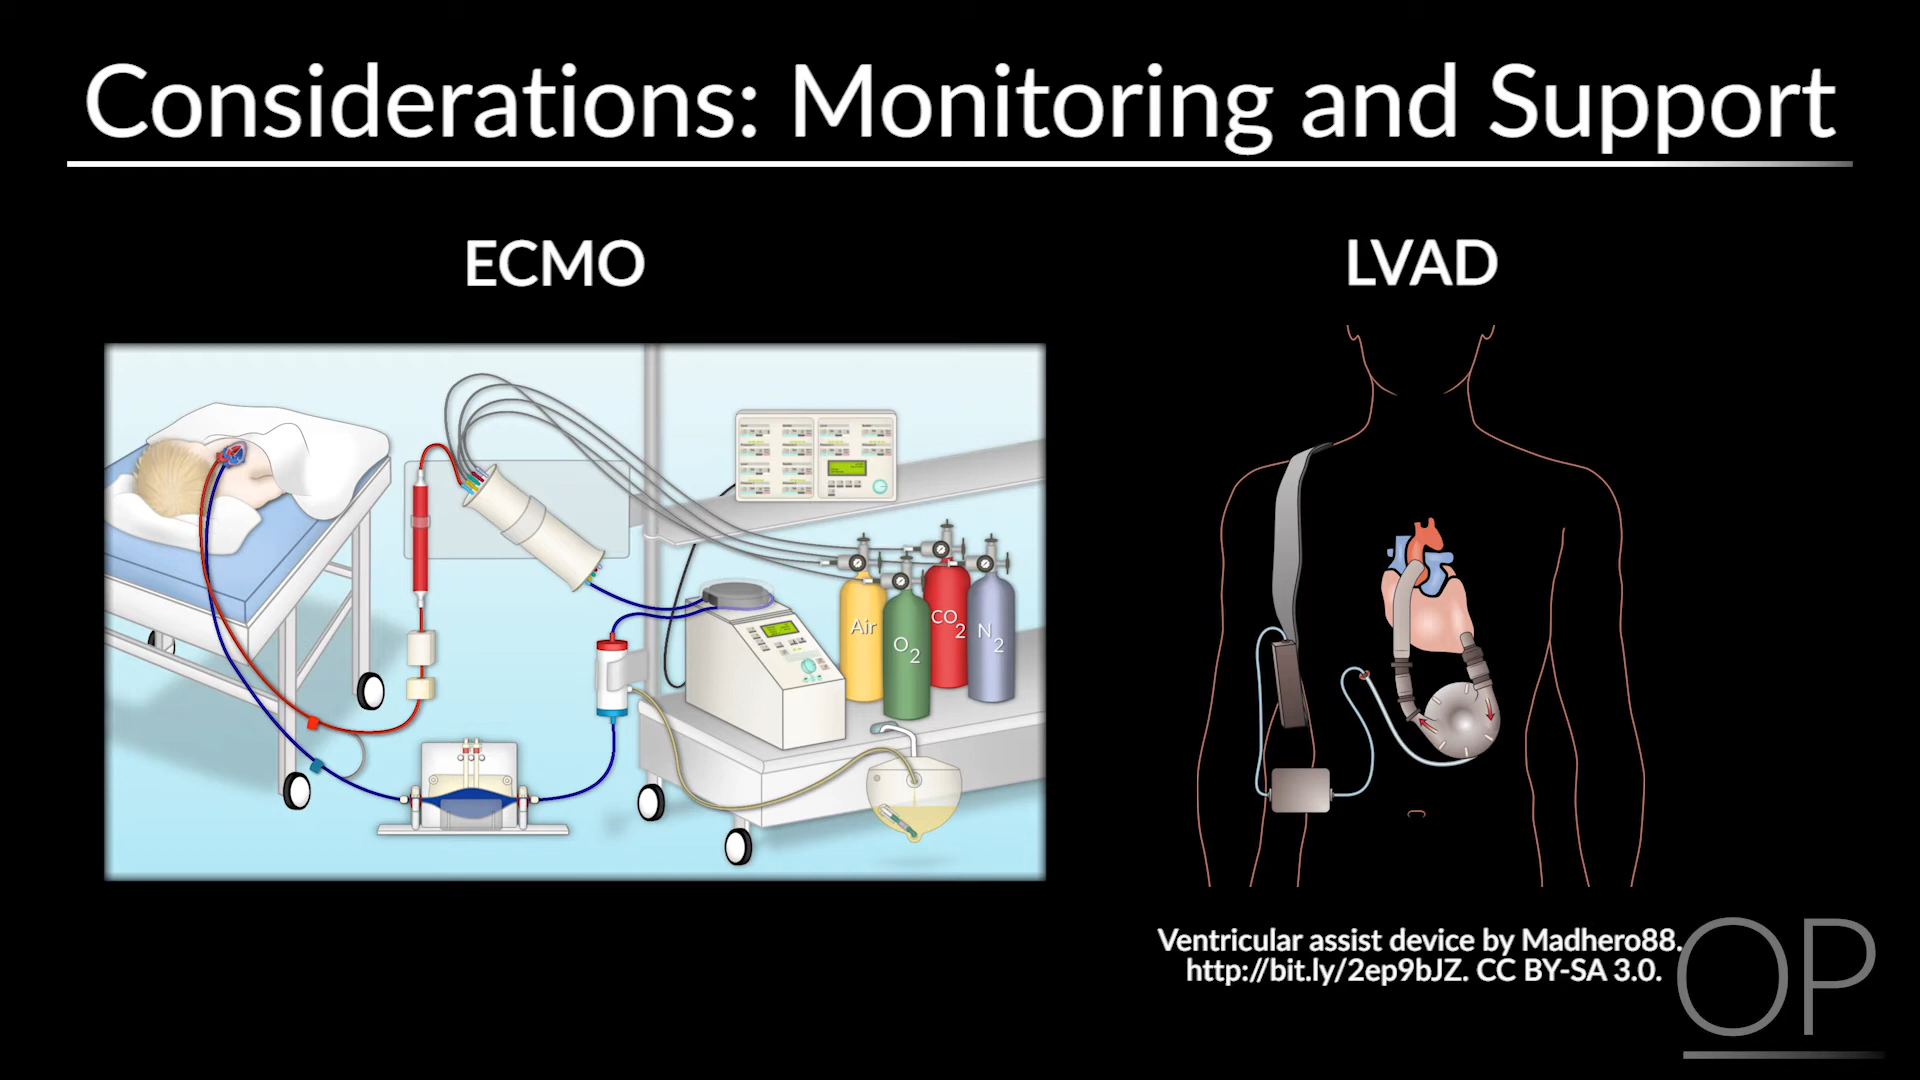 Considerations: Monitoring and Support
ECMO
LVAD
Air
O2
CO2
N2
Ventricular assist device by Madhero88.
http://bit.ly/2ep9bJZ. CC BY-SA 3.0.
OP